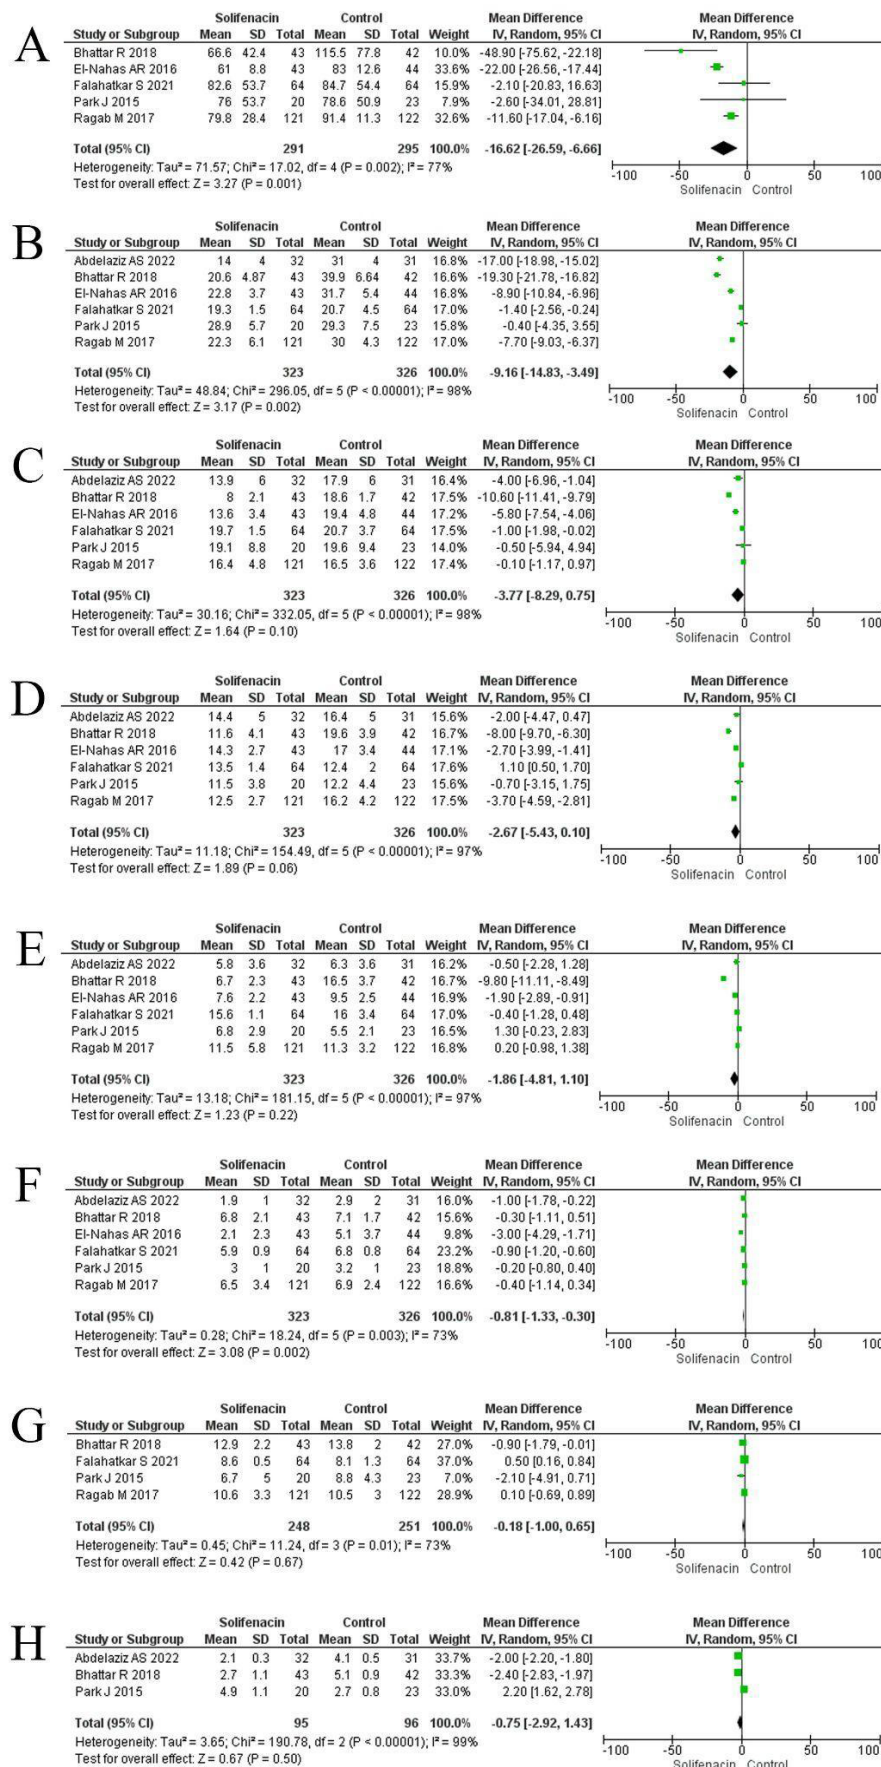 A
Solifenacin Control Mean Difference Mean Difference
Study or Subgroup Mean SD Total Mean SD Total Weight IV, Random, 95% CI IV, Random, 95% CI
Bhattar R 2018 66.6 42.4 43 115.5 77.8 42 10.0% -48.90 [-75.62, -22.18]
El-Nahas AR 2016 61 8.8 43 83 12.6 44 33.6% -22.00 [-26.56, -17.44]
Falahatkar S 2021 82.6 53.7 64 84.7 54.4 64 15.9% -2.10 [-20.83, 16.63]
Park J 2015 76 53.7 20 78.6 50.9 23 7.9% -2.60 [-34.01, 28.81]
Ragab M 2017 79.8 28.4 121 91.4 11.3 122 32.6% -11.60 [-17.04, -6.16]
Total (95% CI) 291 295 100.0% -16.62 [-26.59, -6.66]
Heterogeneity: Tau² = 71.57; Chi² = 17.02, df = 4 (P = 0.002); I² = 77%
Test for overall effect: Z = 3.27 (P = 0.001)
-100 -50 0 50 100
Solifenacin Control
B
Solifenacin Control Mean Difference Mean Difference
Study or Subgroup Mean SD Total Mean SD Total Weight IV, Random, 95% CI IV, Random, 95% CI
Abdelaziz AS 2022 14 4 32 31 4 31 16.8% -17.00 [-18.98, -15.02]
Bhattar R 2018 20.6 4.87 43 39.9 6.64 42 16.6% -19.30 [-21.78, -16.82]
El-Nahas AR 2016 22.8 3.7 43 31.7 5.4 44 16.8% -8.90 [-10.84, -6.96]
Falahatkar S 2021 19.3 1.5 64 20.7 4.5 64 17.0% -1.40 [-2.56, -0.24]
Park J 2015 28.9 5.7 20 29.3 7.5 23 15.8% -0.40 [-4.35, 3.55]
Ragab M 2017 22.3 6.1 121 30 4.3 122 17.0% -7.70 [-9.03, -6.37]
Total (95% CI) 323 326 100.0% -9.16 [-14.83, -3.49]
Heterogeneity: Tau² = 48.84; Chi² = 296.05, df = 5 (P < 0.00001); I² = 98%
Test for overall effect: Z = 3.17 (P = 0.002)
-100 -50 0 50 100
Solifenacin Control
C
Solifenacin Control Mean Difference Mean Difference
Study or Subgroup Mean SD Total Mean SD Total Weight IV, Random, 95% CI IV, Random, 95% CI
Abdelaziz AS 2022 13.9 6 32 17.9 6 31 16.4% -4.00 [-6.96, -1.04]
Bhattar R 2018 8 2.1 43 18.6 1.7 42 17.5% -10.60 [-11.41, -9.79]
El-Nahas AR 2016 13.6 3.4 43 19.4 4.8 44 17.2% -5.80 [-7.54, -4.06]
Falahatkar S 2021 19.7 1.5 64 20.7 3.7 64 17.5% -1.00 [-1.98, -0.02]
Park J 2015 19.1 8.8 20 19.6 9.4 23 14.0% -0.50 [-5.94, 4.94]
Ragab M 2017 16.4 4.8 121 16.5 3.6 122 17.4% -0.10 [-1.17, 0.97]
Total (95% CI) 323 326 100.0% -3.77 [-8.29, 0.75]
Heterogeneity: Tau² = 30.16; Chi² = 332.05, df = 5 (P < 0.00001); I² = 98%
Test for overall effect: Z = 1.64 (P = 0.10)
-100 -50 0 50 100
Solifenacin Control
D
Solifenacin Control Mean Difference Mean Difference
Study or Subgroup Mean SD Total Mean SD Total Weight IV, Random, 95% CI IV, Random, 95% CI
Abdelaziz AS 2022 14.4 5 32 16.4 5 31 15.6% -2.00 [-4.47, 0.47]
Bhattar R 2018 11.6 4.1 43 19.6 3.9 42 16.7% -8.00 [-9.70, -6.30]
El-Nahas AR 2016 14.3 2.7 43 17 3.4 44 17.1% -2.70 [-3.99, -1.41]
Falahatkar S 2021 13.5 1.4 64 12.4 2 64 17.6% 1.10 [0.50, 1.70]
Park J 2015 11.5 3.8 20 12.2 4.4 23 15.6% -0.70 [-3.15, 1.75]
Ragab M 2017 12.5 2.7 121 16.2 4.2 122 17.5% -3.70 [-4.59, -2.81]
Total (95% CI) 323 326 100.0% -2.67 [-5.43, 0.10]
Heterogeneity: Tau² = 11.18; Chi² = 154.49, df = 5 (P < 0.00001); I² = 97%
Test for overall effect: Z = 1.89 (P = 0.06)
-100 -50 0 50 100
Solifenacin Control
E
Solifenacin Control Mean Difference Mean Difference
Study or Subgroup Mean SD Total Mean SD Total Weight IV, Random, 95% CI IV, Random, 95% CI
Abdelaziz AS 2022 5.8 3.6 32 6.3 3.6 31 16.2% -0.50 [-2.28, 1.28]
Bhattar R 2018 6.7 2.3 43 16.5 3.7 42 16.7% -9.80 [-11.11, -8.49]
El-Nahas AR 2016 7.6 2.2 43 9.5 2.5 44 16.9% -1.90 [-2.89, -0.91]
Falahatkar S 2021 15.6 1.1 64 16 3.4 64 17.0% -0.40 [-1.28, 0.48]
Park J 2015 6.8 2.9 20 5.5 2.1 23 16.5% 1.30 [-0.23, 2.83]
Ragab M 2017 11.5 5.8 121 11.3 3.2 122 16.8% 0.20 [-0.98, 1.38]
Total (95% CI) 323 326 100.0% -1.86 [-4.81, 1.10]
Heterogeneity: Tau² = 13.18; Chi² = 181.15, df = 5 (P < 0.00001); I² = 97%
Test for overall effect: Z = 1.23 (P = 0.22)
-100 -50 0 50 100
Solifenacin Control
F
Solifenacin Control Mean Difference Mean Difference
Study or Subgroup Mean SD Total Mean SD Total Weight IV, Random, 95% CI IV, Random, 95% CI
Abdelaziz AS 2022 1.9 1 32 2.9 2 31 16.0% -1.00 [-1.78, -0.22]
Bhattar R 2018 6.8 2.1 43 7.1 1.7 42 15.6% -0.30 [-1.11, 0.51]
El-Nahas AR 2016 2.1 2.3 43 5.1 3.7 44 9.8% -3.00 [-4.29, -1.71]
Falahatkar S 2021 5.9 0.9 64 6.8 0.8 64 23.2% -0.90 [-1.20, -0.60]
Park J 2015 3 1 20 3.2 1 23 18.8% -0.20 [-0.80, 0.40]
Ragab M 2017 6.5 3.4 121 6.9 2.4 122 16.6% -0.40 [-1.14, 0.34]
Total (95% CI) 323 326 100.0% -0.81 [-1.33, -0.30]
Heterogeneity: Tau² = 0.28; Chi² = 18.24, df = 5 (P = 0.003); I² = 73%
Test for overall effect: Z = 3.08 (P = 0.002)
-100 -50 0 50 100
Solifenacin Control
G
Solifenacin Control Mean Difference Mean Difference
Study or Subgroup Mean SD Total Mean SD Total Weight IV, Random, 95% CI IV, Random, 95% CI
Bhattar R 2018 12.9 2.2 43 13.8 2 42 27.0% -0.90 [-1.79, -0.01]
Falahatkar S 2021 8.6 0.5 64 8.1 1.3 64 37.0% 0.50 [0.16, 0.84]
Park J 2015 6.7 5 20 8.8 4.3 23 7.0% -2.10 [-4.91, 0.71]
Ragab M 2017 10.6 3.3 121 10.5 3 122 28.9% 0.10 [-0.69, 0.89]
Total (95% CI) 248 251 100.0% -0.18 [-1.00, 0.65]
Heterogeneity: Tau² = 0.45; Chi² = 11.24, df = 3 (P = 0.01); I² = 73%
Test for overall effect: Z = 0.42 (P = 0.67)
-100 -50 0 50 100
Solifenacin Control
H
Solifenacin Control Mean Difference Mean Difference
Study or Subgroup Mean SD Total Mean SD Total Weight IV, Random, 95% CI IV, Random, 95% CI
Abdelaziz AS 2022 2.1 0.3 32 4.1 0.5 31 33.7% -2.00 [-2.20, -1.80]
Bhattar R 2018 2.7 1.1 43 5.1 0.9 42 33.3% -2.40 [-2.83, -1.97]
Park J 2015 4.9 1.1 20 2.7 0.8 23 33.0% 2.20 [1.62, 2.78]
Total (95% CI) 95 96 100.0% -0.75 [-2.92, 1.43]
Heterogeneity: Tau² = 3.65; Chi² = 190.78, df = 2 (P < 0.00001); I² = 99%
Test for overall effect: Z = 0.67 (P = 0.50)
-100 -50 0 50 100
Solifenacin Control